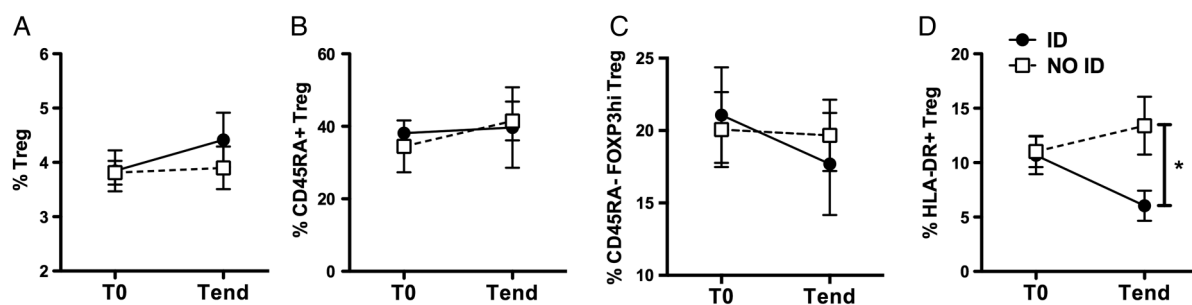 A
% Treg
6
5
4
3
2
T0 Tend
B
% CD45RA+ Treg
60
40
20
0
T0 Tend
C
% CD45RA- FOXP3hi Treg
25
20
15
10
T0 Tend
D
ID
NO ID
% HLA-DR+ Treg
20
15
10
5
0
*
T0 Tend